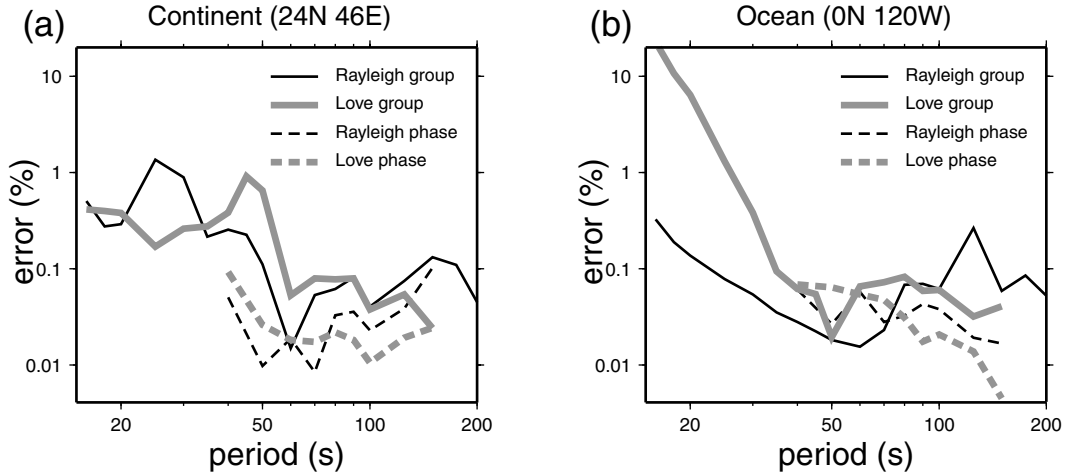 (a)
Continent (24N 46E)
10
1
0.1
0.01
error (%)
Rayleigh group
Love group
Rayleigh phase
Love phase
20
50
100
200
period (s)
(b)
Ocean (0N 120W)
10
1
0.1
0.01
error (%)
Rayleigh group
Love group
Rayleigh phase
Love phase
20
50
100
200
period (s)